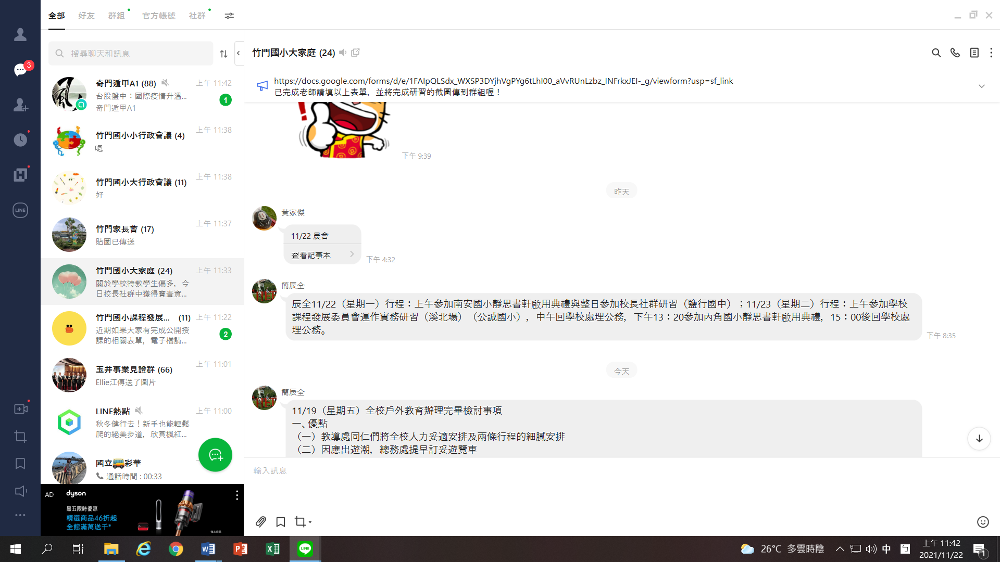 全部
好友
群組
官方帳號
社群
3
搜尋聊天和訊息
奇門遁甲A1 (88)
上午 11:42
台股盤中：國際疫情升溫...
奇門遁甲A1
1
竹門國小小行政會議 (4)
上午 11:38
嗯
竹門國小大行政會議 (11)
上午 11:38
好
竹門家長會 (17)
上午 11:37
貼圖已傳送
竹門國小大家庭 (24)
上午 11:33
關於學校特教學生偏多，今
日校長社群中獲得寶貴資...
竹門國小課程發展... (11)
上午 11:22
近期如果大家有完成公開授
課的相關表單，電子檔請...
2
玉井事業見證群 (66)
上午 11:01
Ellie江傳送了圖片
LINE熱點
上午 11:00
秋冬健行去！新手也能輕鬆
爬的絕美步道，欣賞楓紅...
國立🚌彩華
通話時間 : 00:33
LINE
AD
dyson
黑五限時優惠
精選商品46折起
全館滿萬送千*
*指定商品
竹門國小大家庭 (24)
https://docs.google.com/forms/d/e/1FAIpQLSdx_WXSP3DYjhVgPYg6tLhI00_aVvRUnLzbz_INFrkxJEI-_g/viewform?usp=sf_link
已完成老師請填以上表單，並將完成研習的截圖傳到群組喔！
下午 9:39
昨天
黃家傑
11/22 晨會
查看記事本
下午 4:32
簡辰全
辰全11/22（星期一）行程：上午參加南安國小靜思書軒啟用典禮與整日參加校長社群研習（鹽行國中）；11/23（星期二）行程：上午參加學校
課程發展委員會運作實務研習（溪北場）（公誠國小），中午回學校處理公務，下午13：20參加內角國小靜思書軒啟用典禮，15：00後回學校處
理公務。
下午 8:35
今天
簡辰全
11/19（星期五）全校戶外教育辦理完畢檢討事項
一、優點
（一）教導處同仁們將全校人力妥適安排及兩條行程的細膩安排
（二）因應出遊潮，總務處提早訂妥遊覽車
輸入訊息
26°C 多雲時陰
中
上午 11:42
2021/11/22
1